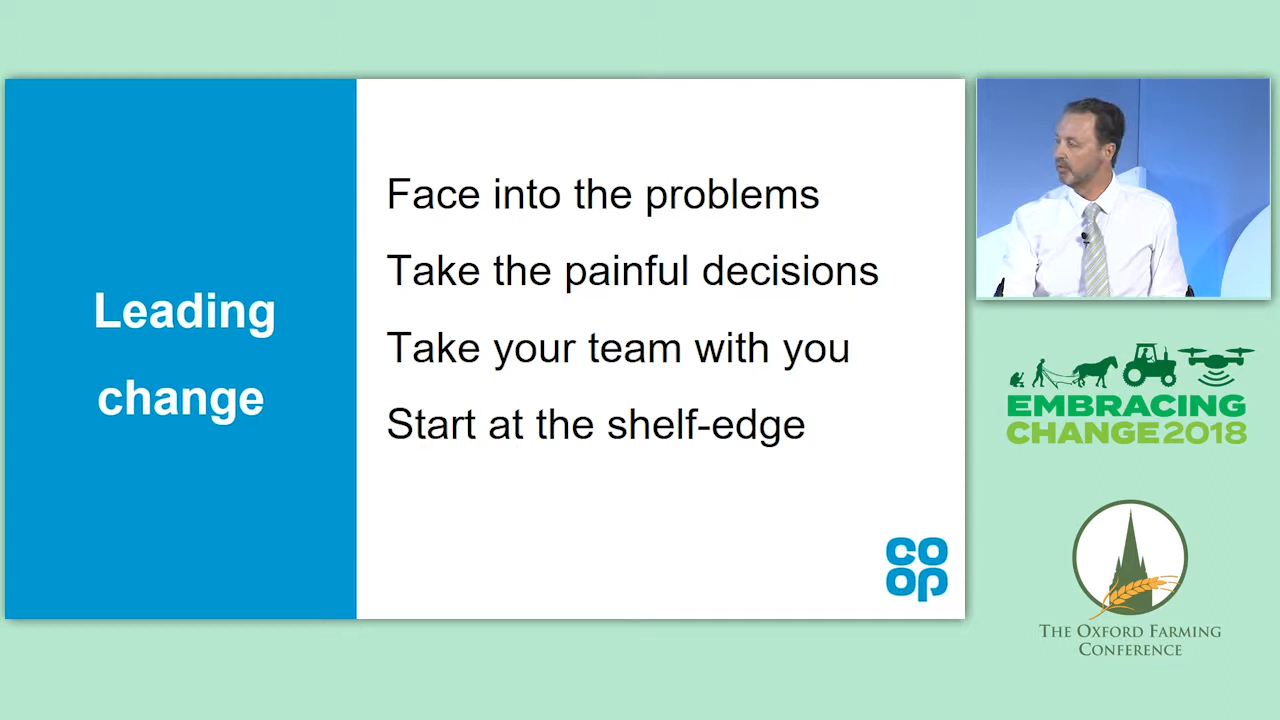 Leading
change
Face into the problems
Take the painful decisions
Take your team with you
Start at the shelf-edge
CO
OP
EMBRACING
CHANGE2018
THE OXFORD FARMING
CONFERENCE